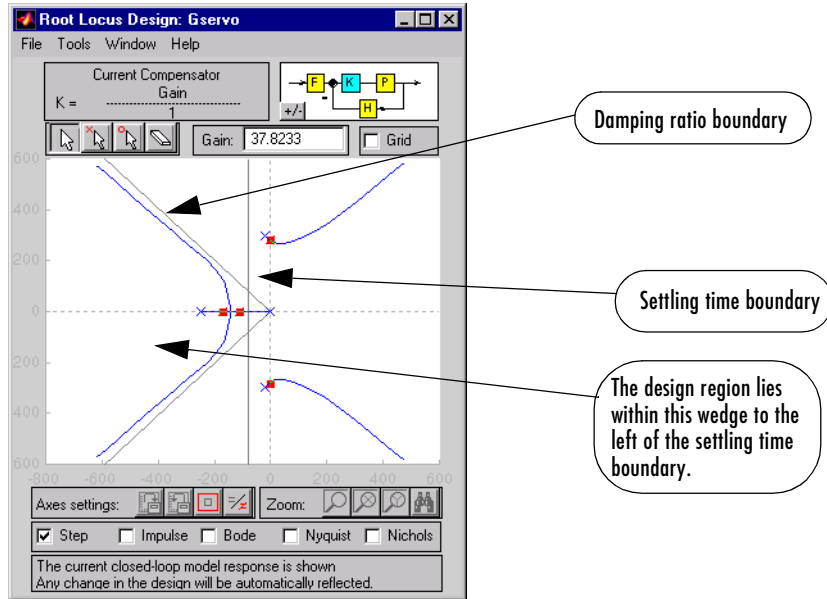 Root Locus Design: Gservo
File Tools Window Help
Current Compensator
K = Gain
1
F K P
H
+/-
Gain: 37.8233
Grid
600
400
200
0
200
400
600
-800 -600 -400 -200 0 200 400 600
Axes settings: Zoom:
Step Impulse Bode Nyquist Nichols
The current closed-loop model response is shown
Any change in the design will be automatically reflected.
Damping ratio boundary
Settling time boundary
The design region lies
within this wedge to the
left of the settling time
boundary.